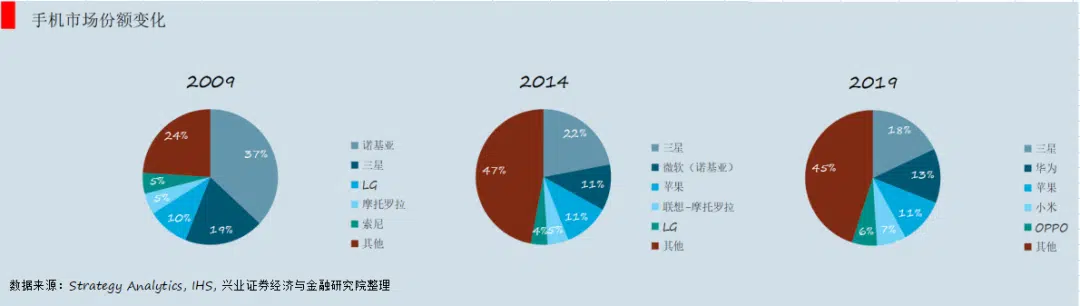 手机市场份额变化
2009
37%
19%
10%
5%
5%
24%
诺基亚
三星
LG
摩托罗拉
索尼
其他
2014
22%
11%
11%
5%
4%
47%
三星
微软（诺基亚）
苹果
联想-摩托罗拉
LG
其他
2019
18%
13%
11%
7%
6%
45%
三星
华为
苹果
小米
OPPO
其他
数据来源：Strategy Analytics, IHS, 兴业证券经济与金融研究院整理